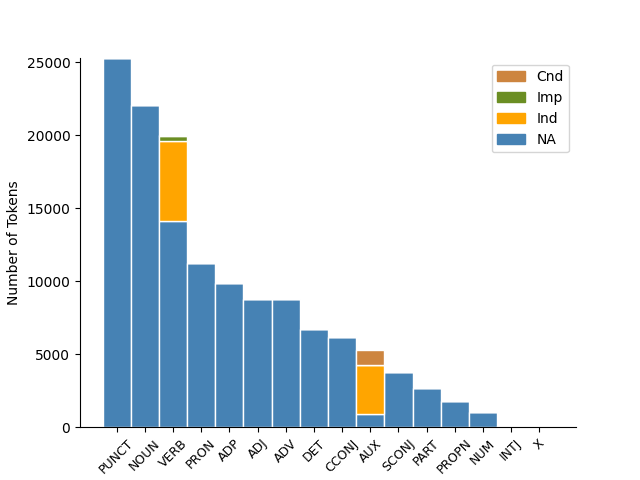 25000
20000
15000
10000
5000
0
Number of Tokens
Cnd
Imp
Ind
NA
PUNCT
NOUN
VERB
PRON
ADP
ADJ
ADV
DET
CCONJ
AUX
SCONJ
PART
PROPN
NUM
INTJ
X